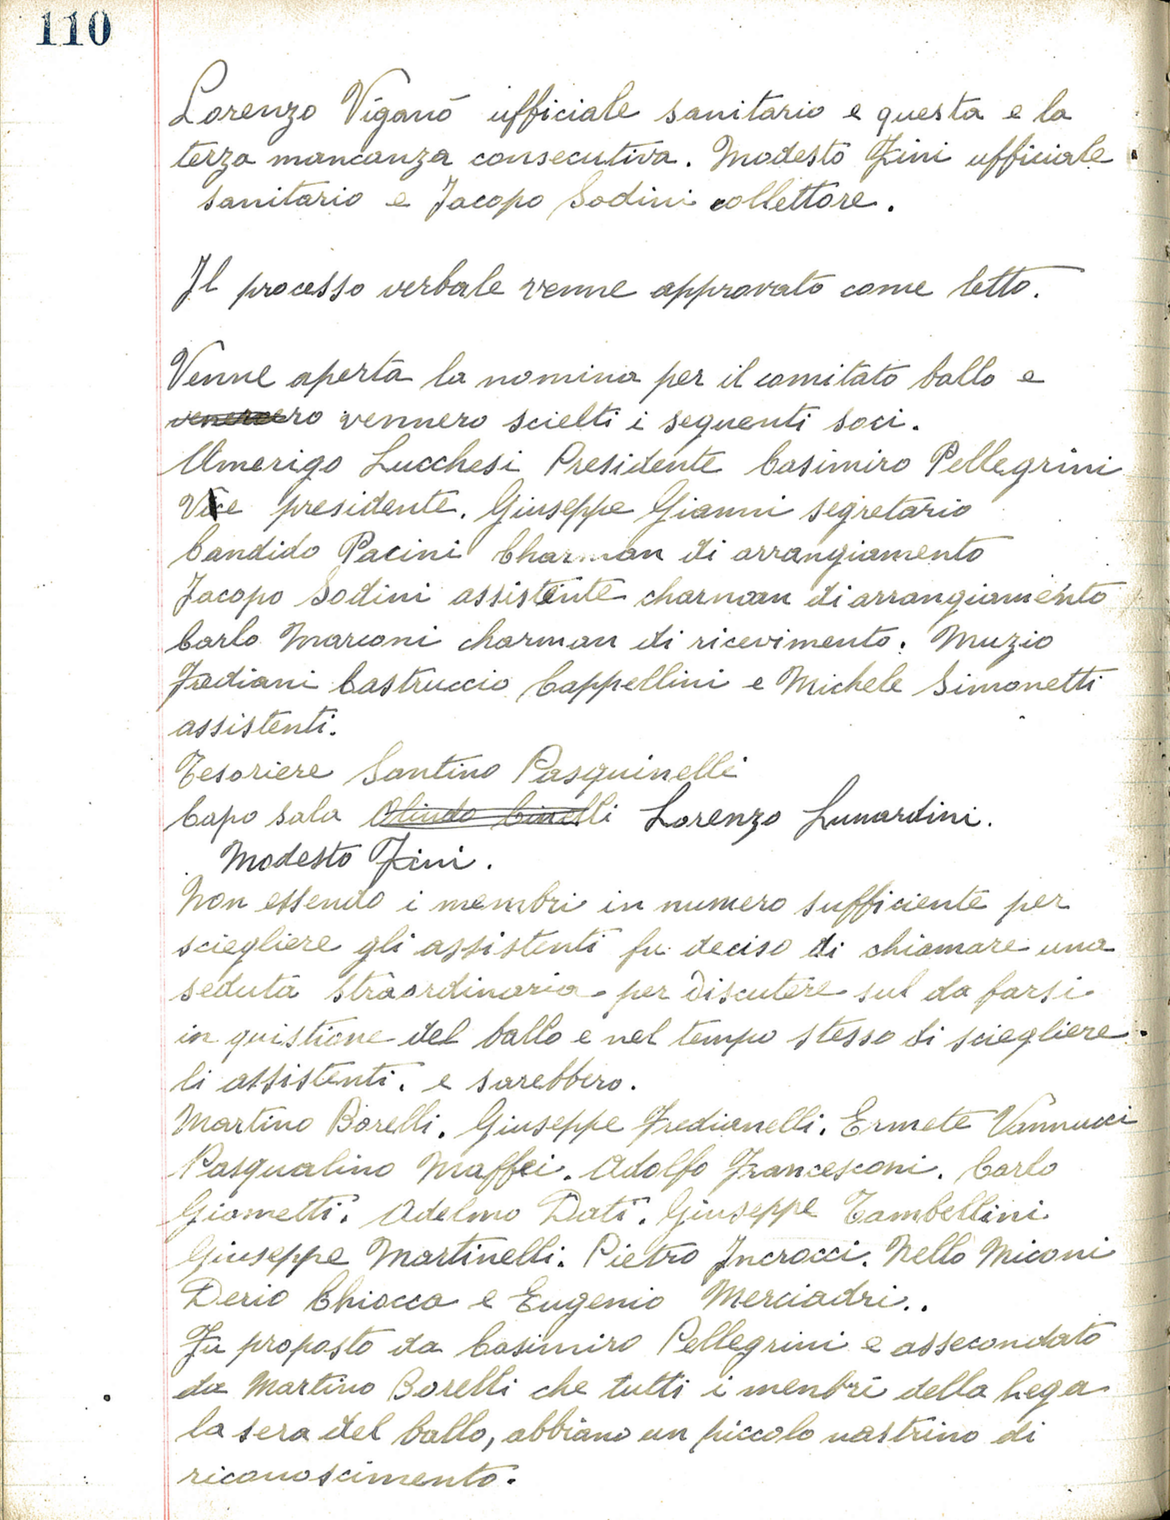 110
Lorenzo Viganó ufficiale sanitario e questa e la
terza mancanza consecutiva. Modesto Fini ufficiale
sanitario e Jacopo Sodini collettore.
Il processo verbale venne approvato come letto.
Venne aperta la nomina per il comitato ballo e
vennero scielti i seguenti soci.
Amerigo Lucchesi Presidente Casimiro Pellegrini
Vice presidente. Giuseppe Gianni segretario
Candido Pacini Charman di arrangiamento
Jacopo Sodini assistente charman di arrangiamento
Carlo Marconi charman di ricevimento. Muzio
Frediani Castruccio Cappellini e Michele Simonetti
assistenti.
Tesoriere Santino Pasquinelli
Capo sala Olindo Cinelli Lorenzo Lunardini.
Modesto Fini.
Non essendo i membri in numero sufficiente per
sciegliere gli assistenti fu deciso di chiamare una
seduta straordinaria per discutere sul da farsi
in quistione del ballo e nel tempo stesso di sciegliere
li assistenti. e sarebbero.
Martino Borelli. Giuseppe Fredianelli. Ermete Vannucci
Pasqualino Maffei. Adolfo Francesconi. Carlo
Giometti. Adelmo Dati. Giuseppe Tambellini
Giuseppe Martinelli. Pietro Incrocci. Nello Miconi
Derio Chiocca e Eugenio Merciadri..
Fu proposto da Casimiro Pellegrini e assecondato
da Martino Borelli che tutti i menbri della Lega
la sera del ballo, abbiano un piccolo nastrino di
riconoscimento.